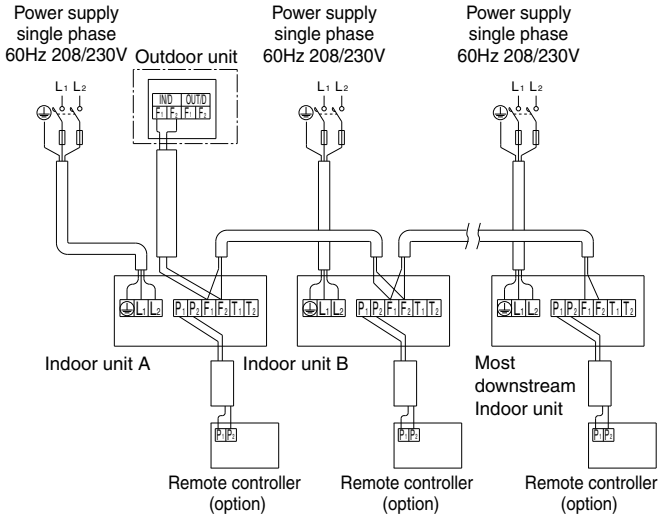 Power supply
single phase
60Hz 208/230V
Power supply
single phase
60Hz 208/230V
Power supply
single phase
60Hz 208/230V
Outdoor unit
L1 L2
L1 L2
L1 L2
IN/D OUT/D
F1 F2 F1 F2
L1 L2
P1 P2 F1 F2 T1 T2
L1 L2
P1 P2 F1 F2 T1 T2
L1 L2
P1 P2 F1 F2 T1 T2
Indoor unit A
Indoor unit B
Most
downstream
Indoor unit
P1 P2
P1 P2
P1 P2
Remote controller
(option)
Remote controller
(option)
Remote controller
(option)